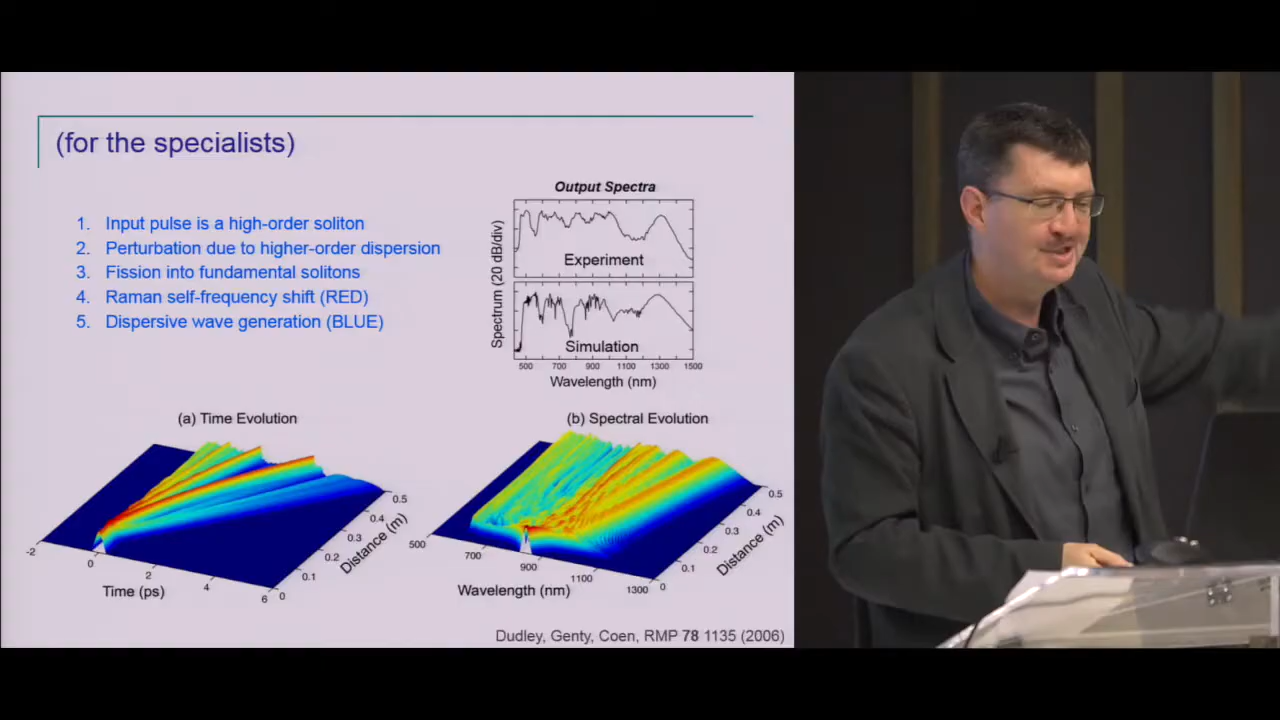 (for the specialists)
1. Input pulse is a high-order soliton
2. Perturbation due to higher-order dispersion
3. Fission into fundamental solitons
4. Raman self-frequency shift (RED)
5. Dispersive wave generation (BLUE)
Output Spectra
Spectrum (20 dB/div)
Experiment
Simulation
500 700 900 1100 1300 1500
Wavelength (nm)
(a) Time Evolution
-2 0 2 4 6
Time (ps)
0 0.1 0.2 0.3 0.4 0.5
Distance (m)
(b) Spectral Evolution
500 700 900 1100 1300
Wavelength (nm)
0 0.1 0.2 0.3 0.4 0.5
Distance (m)
Dudley, Genty, Coen, RMP 78 1135 (2006)